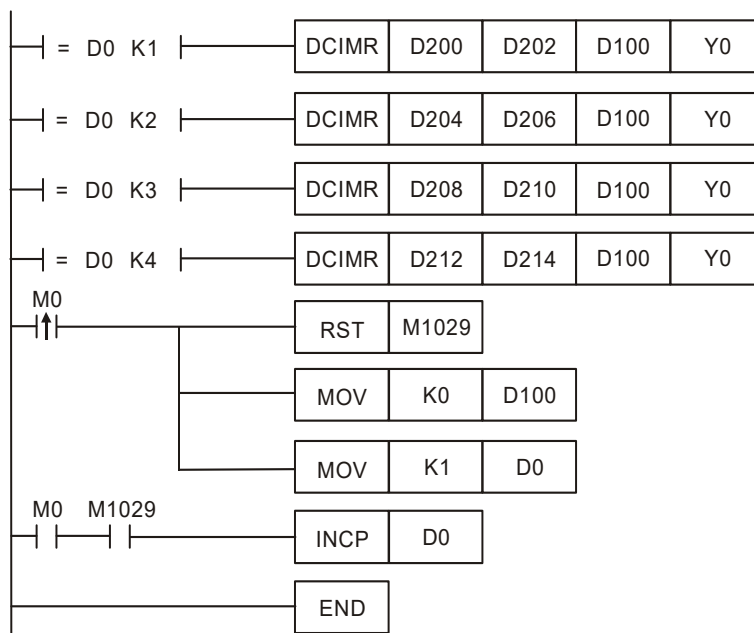 = D0 K1 DCIMR D200 D202 D100 Y0
= D0 K2 DCIMR D204 D206 D100 Y0
= D0 K3 DCIMR D208 D210 D100 Y0
= D0 K4 DCIMR D212 D214 D100 Y0
M0
RST M1029
MOV K0 D100
MOV K1 D0
M0 M1029
INCP D0
END